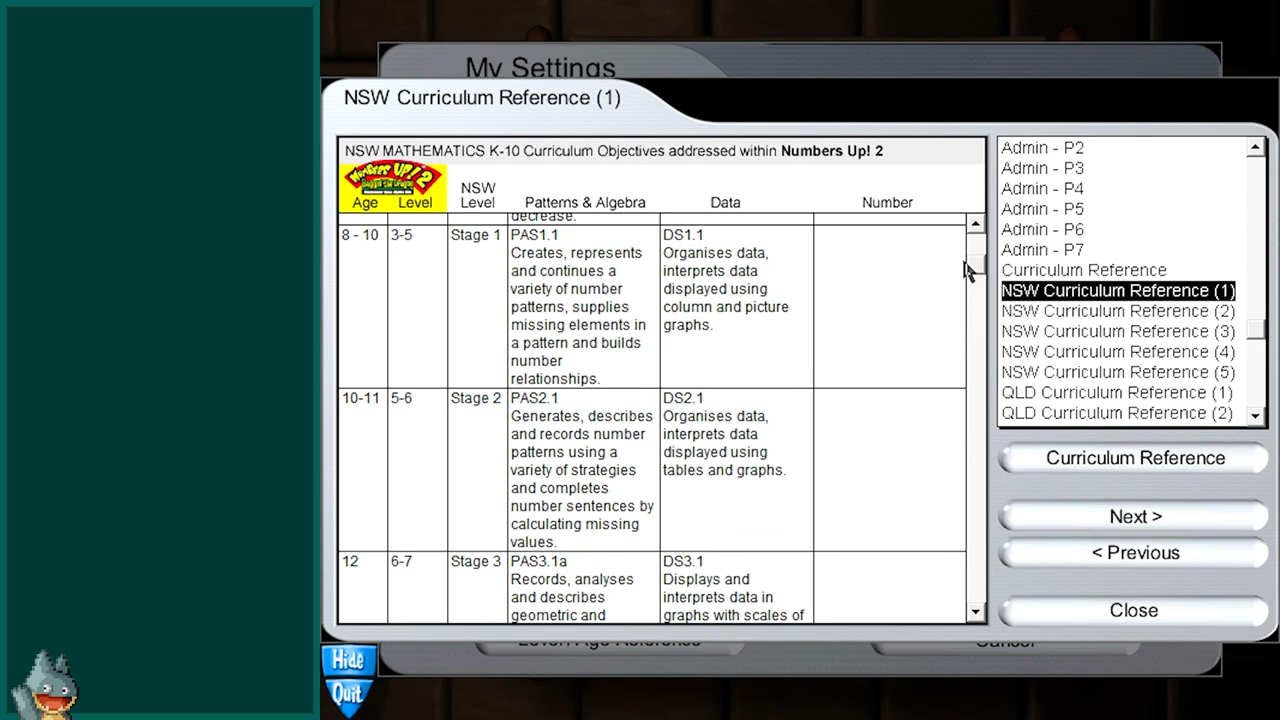 My Settings
NSW Curriculum Reference (1)
NSW MATHEMATICS K-10 Curriculum Objectives addressed within Numbers Up! 2
NUMBERS UP! 2
Age Level NSW Level Patterns & Algebra Data Number
decrease.
8 - 10 3-5 Stage 1 PAS1.1 DS1.1
Creates, represents Organises data,
and continues a interprets data
variety of number displayed using
patterns, supplies column and picture
missing elements in graphs.
a pattern and builds
number
relationships.
10-11 5-6 Stage 2 PAS2.1 DS2.1
Generates, describes Organises data,
and records number interprets data
patterns using a displayed using
variety of strategies tables and graphs.
and completes
number sentences by
calculating missing
values.
12 6-7 Stage 3 PAS3.1a DS3.1
Records, analyses Displays and
and describes interprets data in
geometric and graphs with scales of
Admin - P2
Admin - P3
Admin - P4
Admin - P5
Admin - P6
Admin - P7
Curriculum Reference
NSW Curriculum Reference (1)
NSW Curriculum Reference (2)
NSW Curriculum Reference (3)
NSW Curriculum Reference (4)
NSW Curriculum Reference (5)
QLD Curriculum Reference (1)
QLD Curriculum Reference (2)
Curriculum Reference
Next >
< Previous
Close
Level/Age Reference
Cancel
Hide
Quit